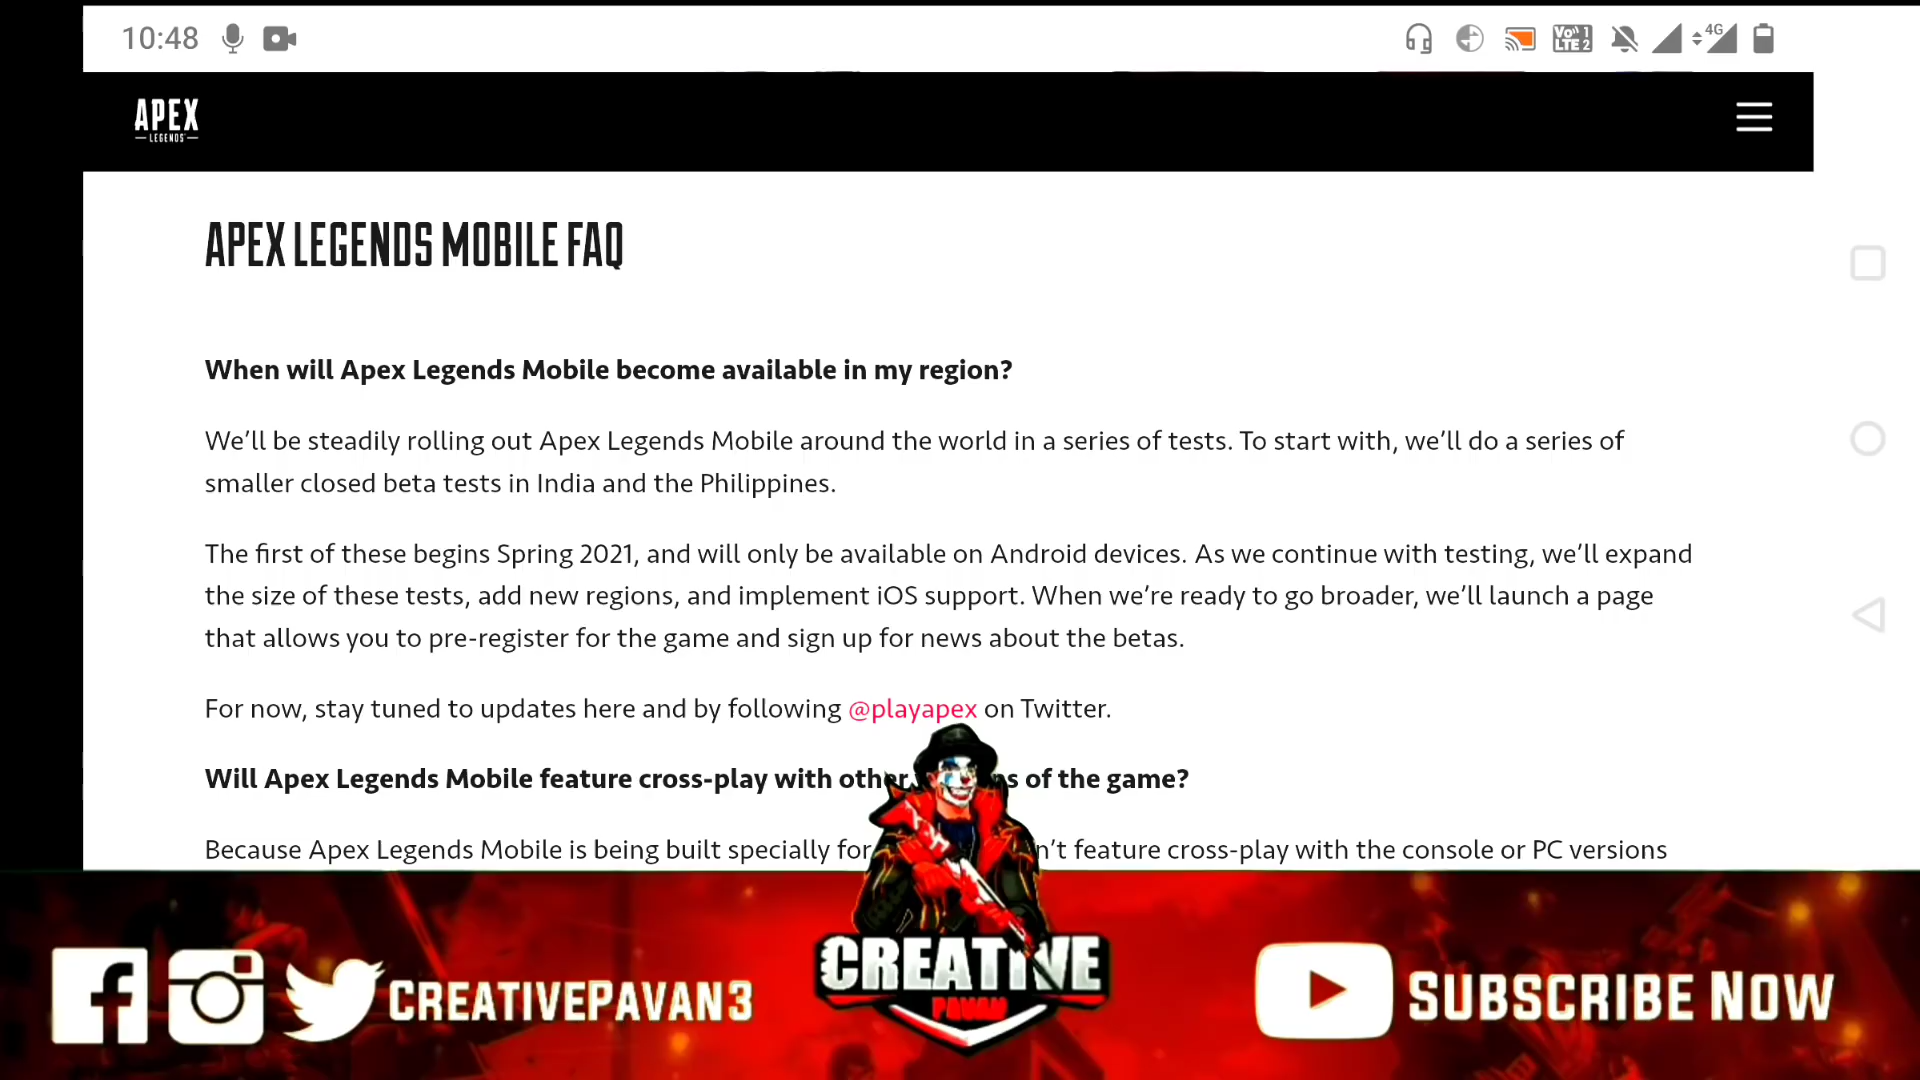 10:48
Vo 1
LTE 2
4G
APEX
LEGENDS
APEX LEGENDS MOBILE FAQ
When will Apex Legends Mobile become available in my region?
We’ll be steadily rolling out Apex Legends Mobile around the world in a series of tests. To start with, we’ll do a series of
smaller closed beta tests in India and the Philippines.
The first of these begins Spring 2021, and will only be available on Android devices. As we continue with testing, we’ll expand
the size of these tests, add new regions, and implement iOS support. When we’re ready to go broader, we’ll launch a page
that allows you to pre-register for the game and sign up for news about the betas.
For now, stay tuned to updates here and by following @playapex on Twitter.
Will Apex Legends Mobile feature cross-play with other of the game?
Because Apex Legends Mobile is being built specially for feature cross-play with the console or PC versions
CREATIVEPAVAN3
CREATIVE
PAVAN
SUBSCRIBE NOW